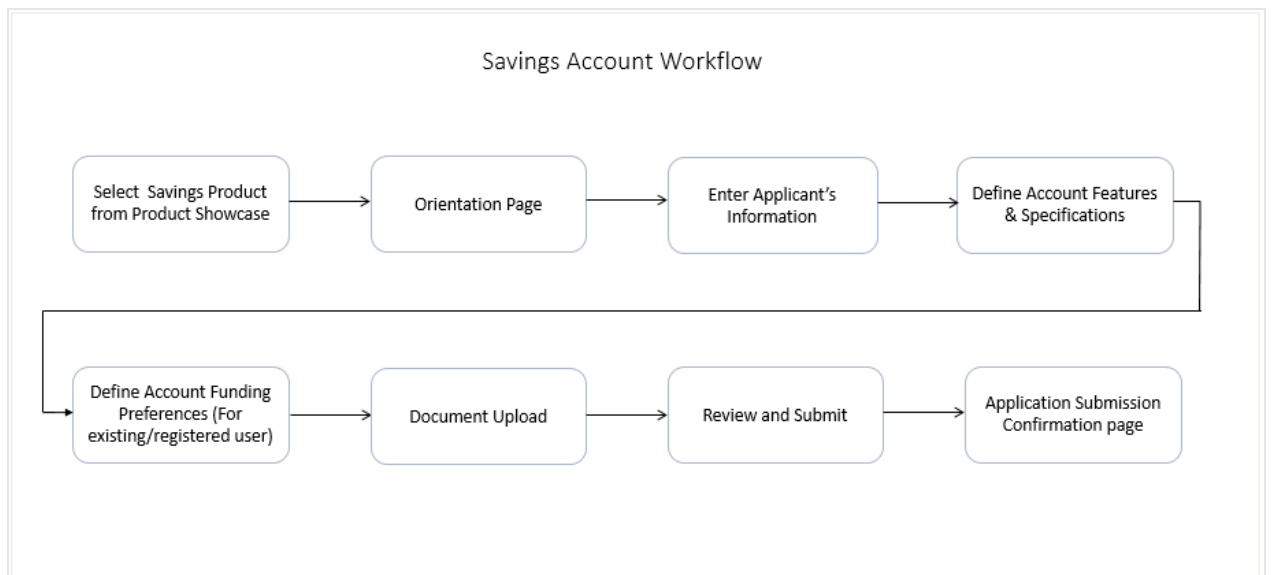 Savings Account Workflow
Select Savings Product
from Product Showcase
Orientation Page
Enter Applicant's
Information
Define Account Features
& Specifications
Define Account Funding
Preferences (For
existing/registered user)
Document Upload
Review and Submit
Application Submission
Confirmation page